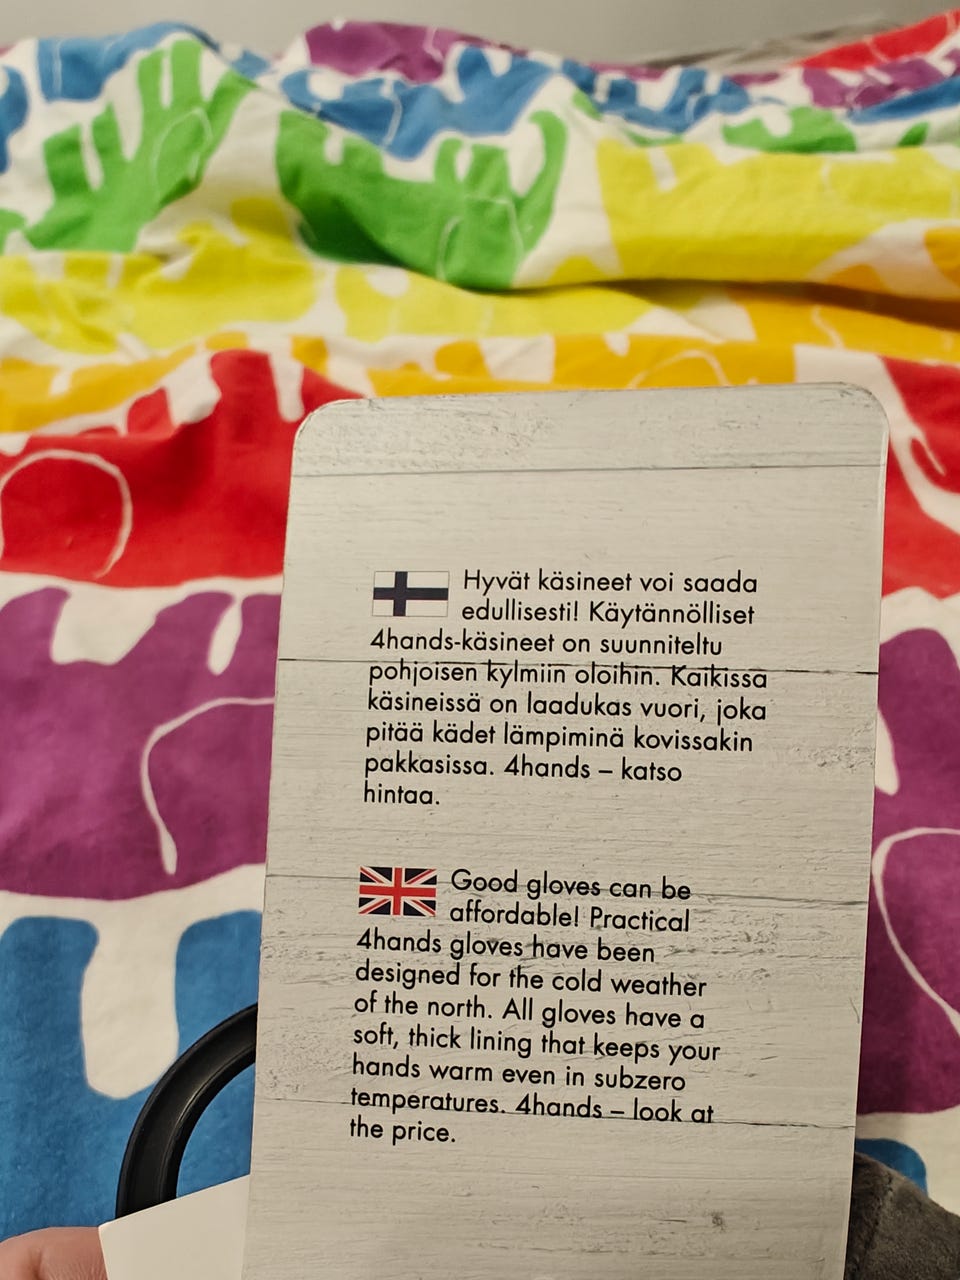 Hyvät käsineet voi saada
edullisesti! Käytännölliset
4hands-käsineet on suunniteltu
pohjoisen kylmiin oloihin. Kaikissa
käsineissä on laadukas vuori, joka
pitää kädet lämpiminä kovissakin
pakkasissa. 4hands – katso
hintaa.
Good gloves can be
affordable! Practical
4hands gloves have been
designed for the cold weather
of the north. All gloves have a
soft, thick lining that keeps your
hands warm even in subzero
temperatures. 4hands – look at
the price.